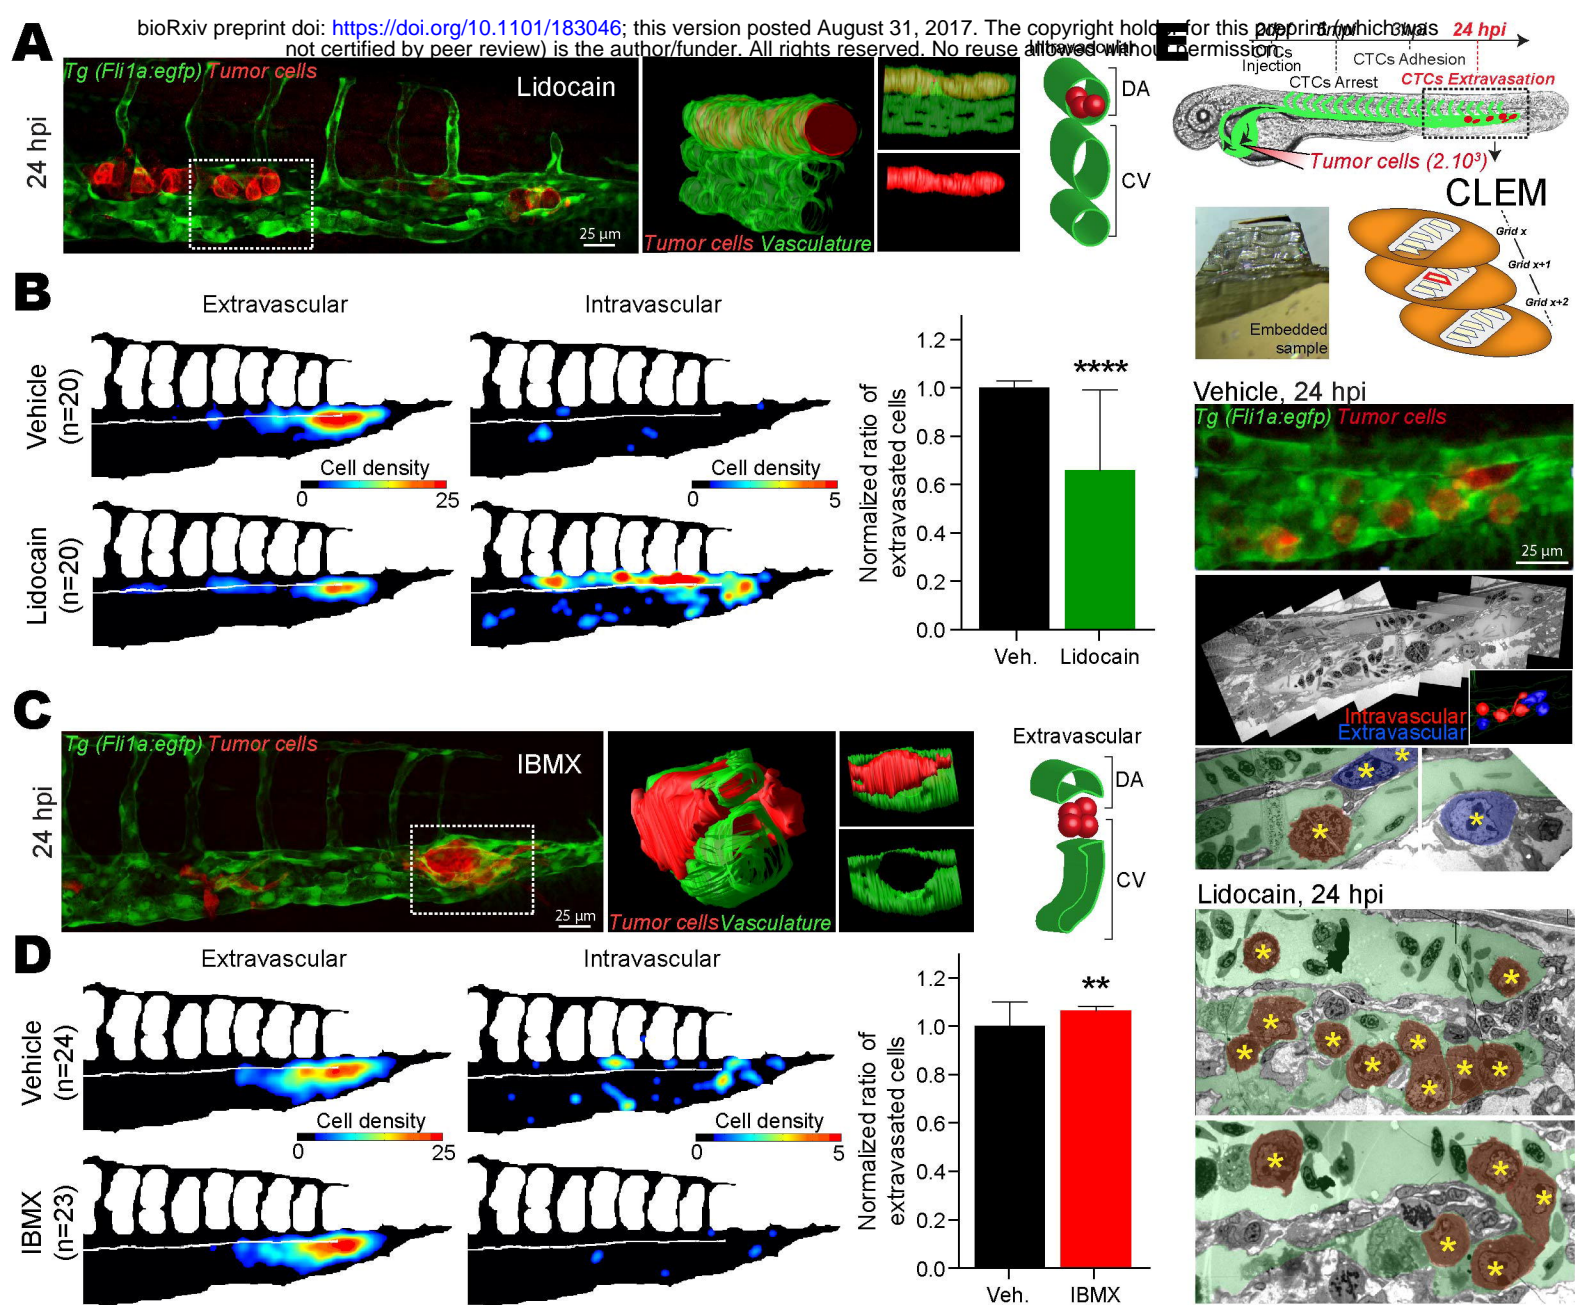 bioRxiv preprint doi: https://doi.org/10.1101/183046; this version posted August 31, 2017. The copyright holder for this preprint (which was
not certified by peer review) is the author/funder. All rights reserved. No reuse allowed without permission.
A
Tg (Fli1a:egfp) Tumor cells
Lidocain
24 hpi
25 µm
Tumor cells Vasculature
Intravascular
DA
CV
B
Extravascular
Intravascular
Vehicle
(n=20)
Cell density
0 25
Cell density
0 5
Lidocain
(n=20)
Normalized ratio of
extravasated cells
1.2
1.0
0.8
0.6
0.4
0.2
0.0
****
Veh.
Lidocain
C
Tg (Fli1a:egfp) Tumor cells
IBMX
24 hpi
25 µm
Tumor cells Vasculature
Extravascular
DA
CV
D
Extravascular
Intravascular
Vehicle
(n=24)
Cell density
0 25
Cell density
0 5
IBMX
(n=23)
Normalized ratio of
extravasated cells
1.2
1.0
0.8
0.6
0.4
0.2
0.0
**
Veh.
IBMX
E
24 hpi
CTCs
Injection
CTCs Adhesion
CTCs Arrest
CTCs Extravasation
Tumor cells (2.10³)
CLEM
Grid x
Grid x+1
Grid x+2
Embedded
sample
Vehicle, 24 hpi
Tg (Fli1a:egfp) Tumor cells
25 µm
Intravascular
Extravascular
* * * *
Lidocain, 24 hpi
* * * * * * * * * *
* * * * *